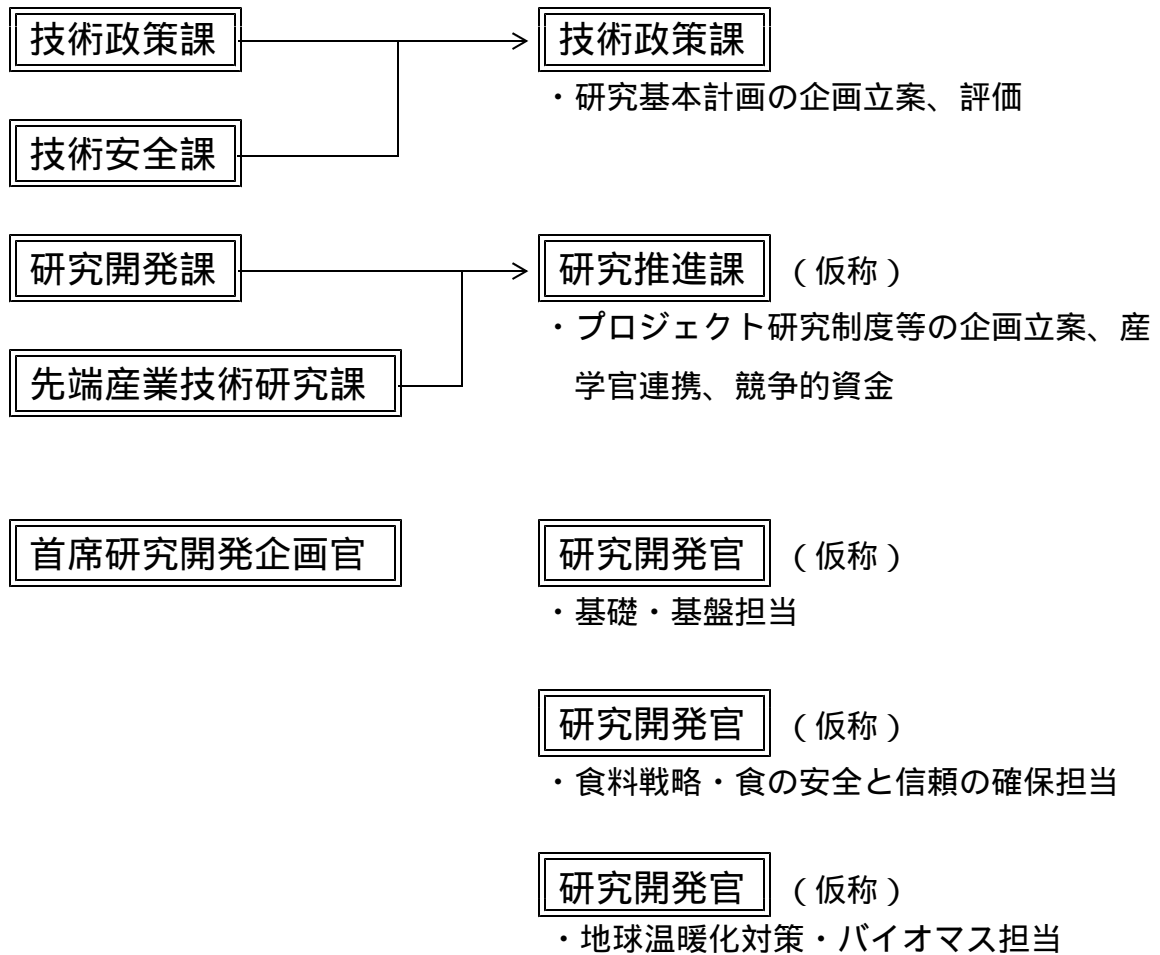 技術政策課
技術政策課
・研究基本計画の企画立案、評価
技術安全課
研究開発課
研究推進課 (仮称)
・プロジェクト研究制度等の企画立案、産
学官連携、競争的資金
先端産業技術研究課
首席研究開発企画官
研究開発官 (仮称)
・基礎・基盤担当
研究開発官 (仮称)
・食料戦略・食の安全と信頼の確保担当
研究開発官 (仮称)
・地球温暖化対策・バイオマス担当